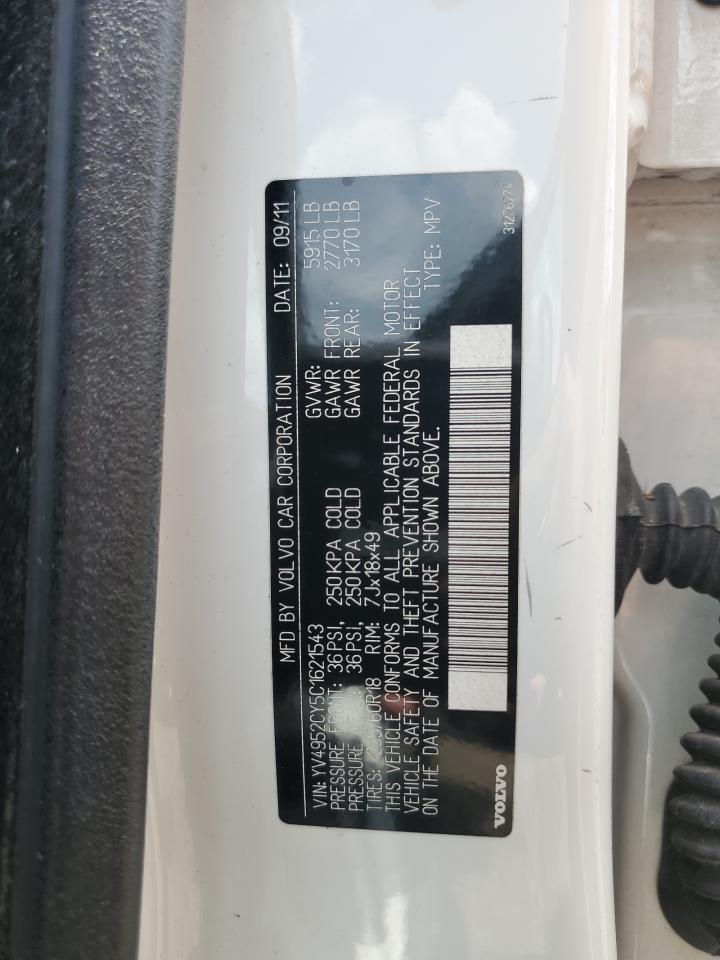 MFD BY VOLVO CAR CORPORATION DATE: 09/11
VIN: YV4952CY5C1621543 GVWR: 5915 LB
PRESSURE FRONT: 36PSI, 250KPA COLD GAWR FRONT: 2770 LB
PRESSURE 36PSI, 250KPA COLD GAWR REAR: 3170 LB
TIRES: 235/60R18 RIM: 7Jx18x49
THIS VEHICLE CONFORMS TO ALL APPLICABLE FEDERAL MOTOR
VEHICLE SAFETY AND THEFT PREVENTION STANDARDS IN EFFECT
ON THE DATE OF MANUFACTURE SHOWN ABOVE. TYPE: MPV
VOLVO 31276274